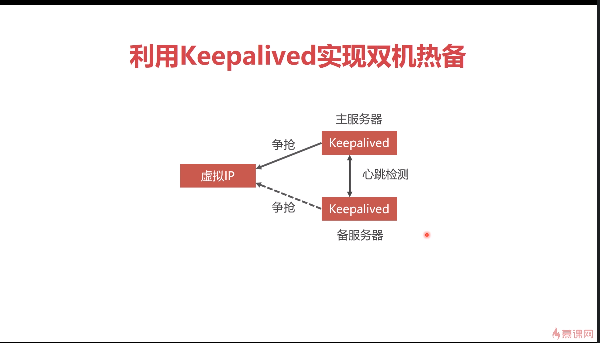 利用Keepalived实现双机热备
主服务器
争抢
Keepalived
虚拟IP
心跳检测
争抢
Keepalived
备服务器
慕课网